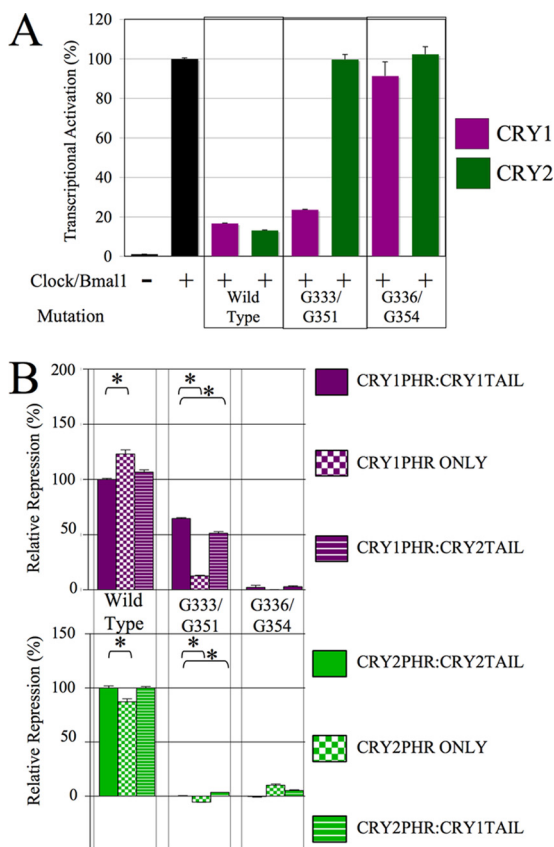 A
Transcriptional Activation (%)
120
100
80
60
40
20
0
CRY1
CRY2
Clock/Bmal1 - + + + + + + +
Mutation
Wild Type
G333/ G351
G336/ G354
B
Relative Repression (%)
200
150
100
50
0
*
*
*
CRY1PHR:CRY1TAIL
CRY1PHR ONLY
CRY1PHR:CRY2TAIL
Wild Type
G333/ G351
G336/ G354
Relative Repression (%)
150
100
50
0
*
*
*
CRY2PHR:CRY2TAIL
CRY2PHR ONLY
CRY2PHR:CRY1TAIL